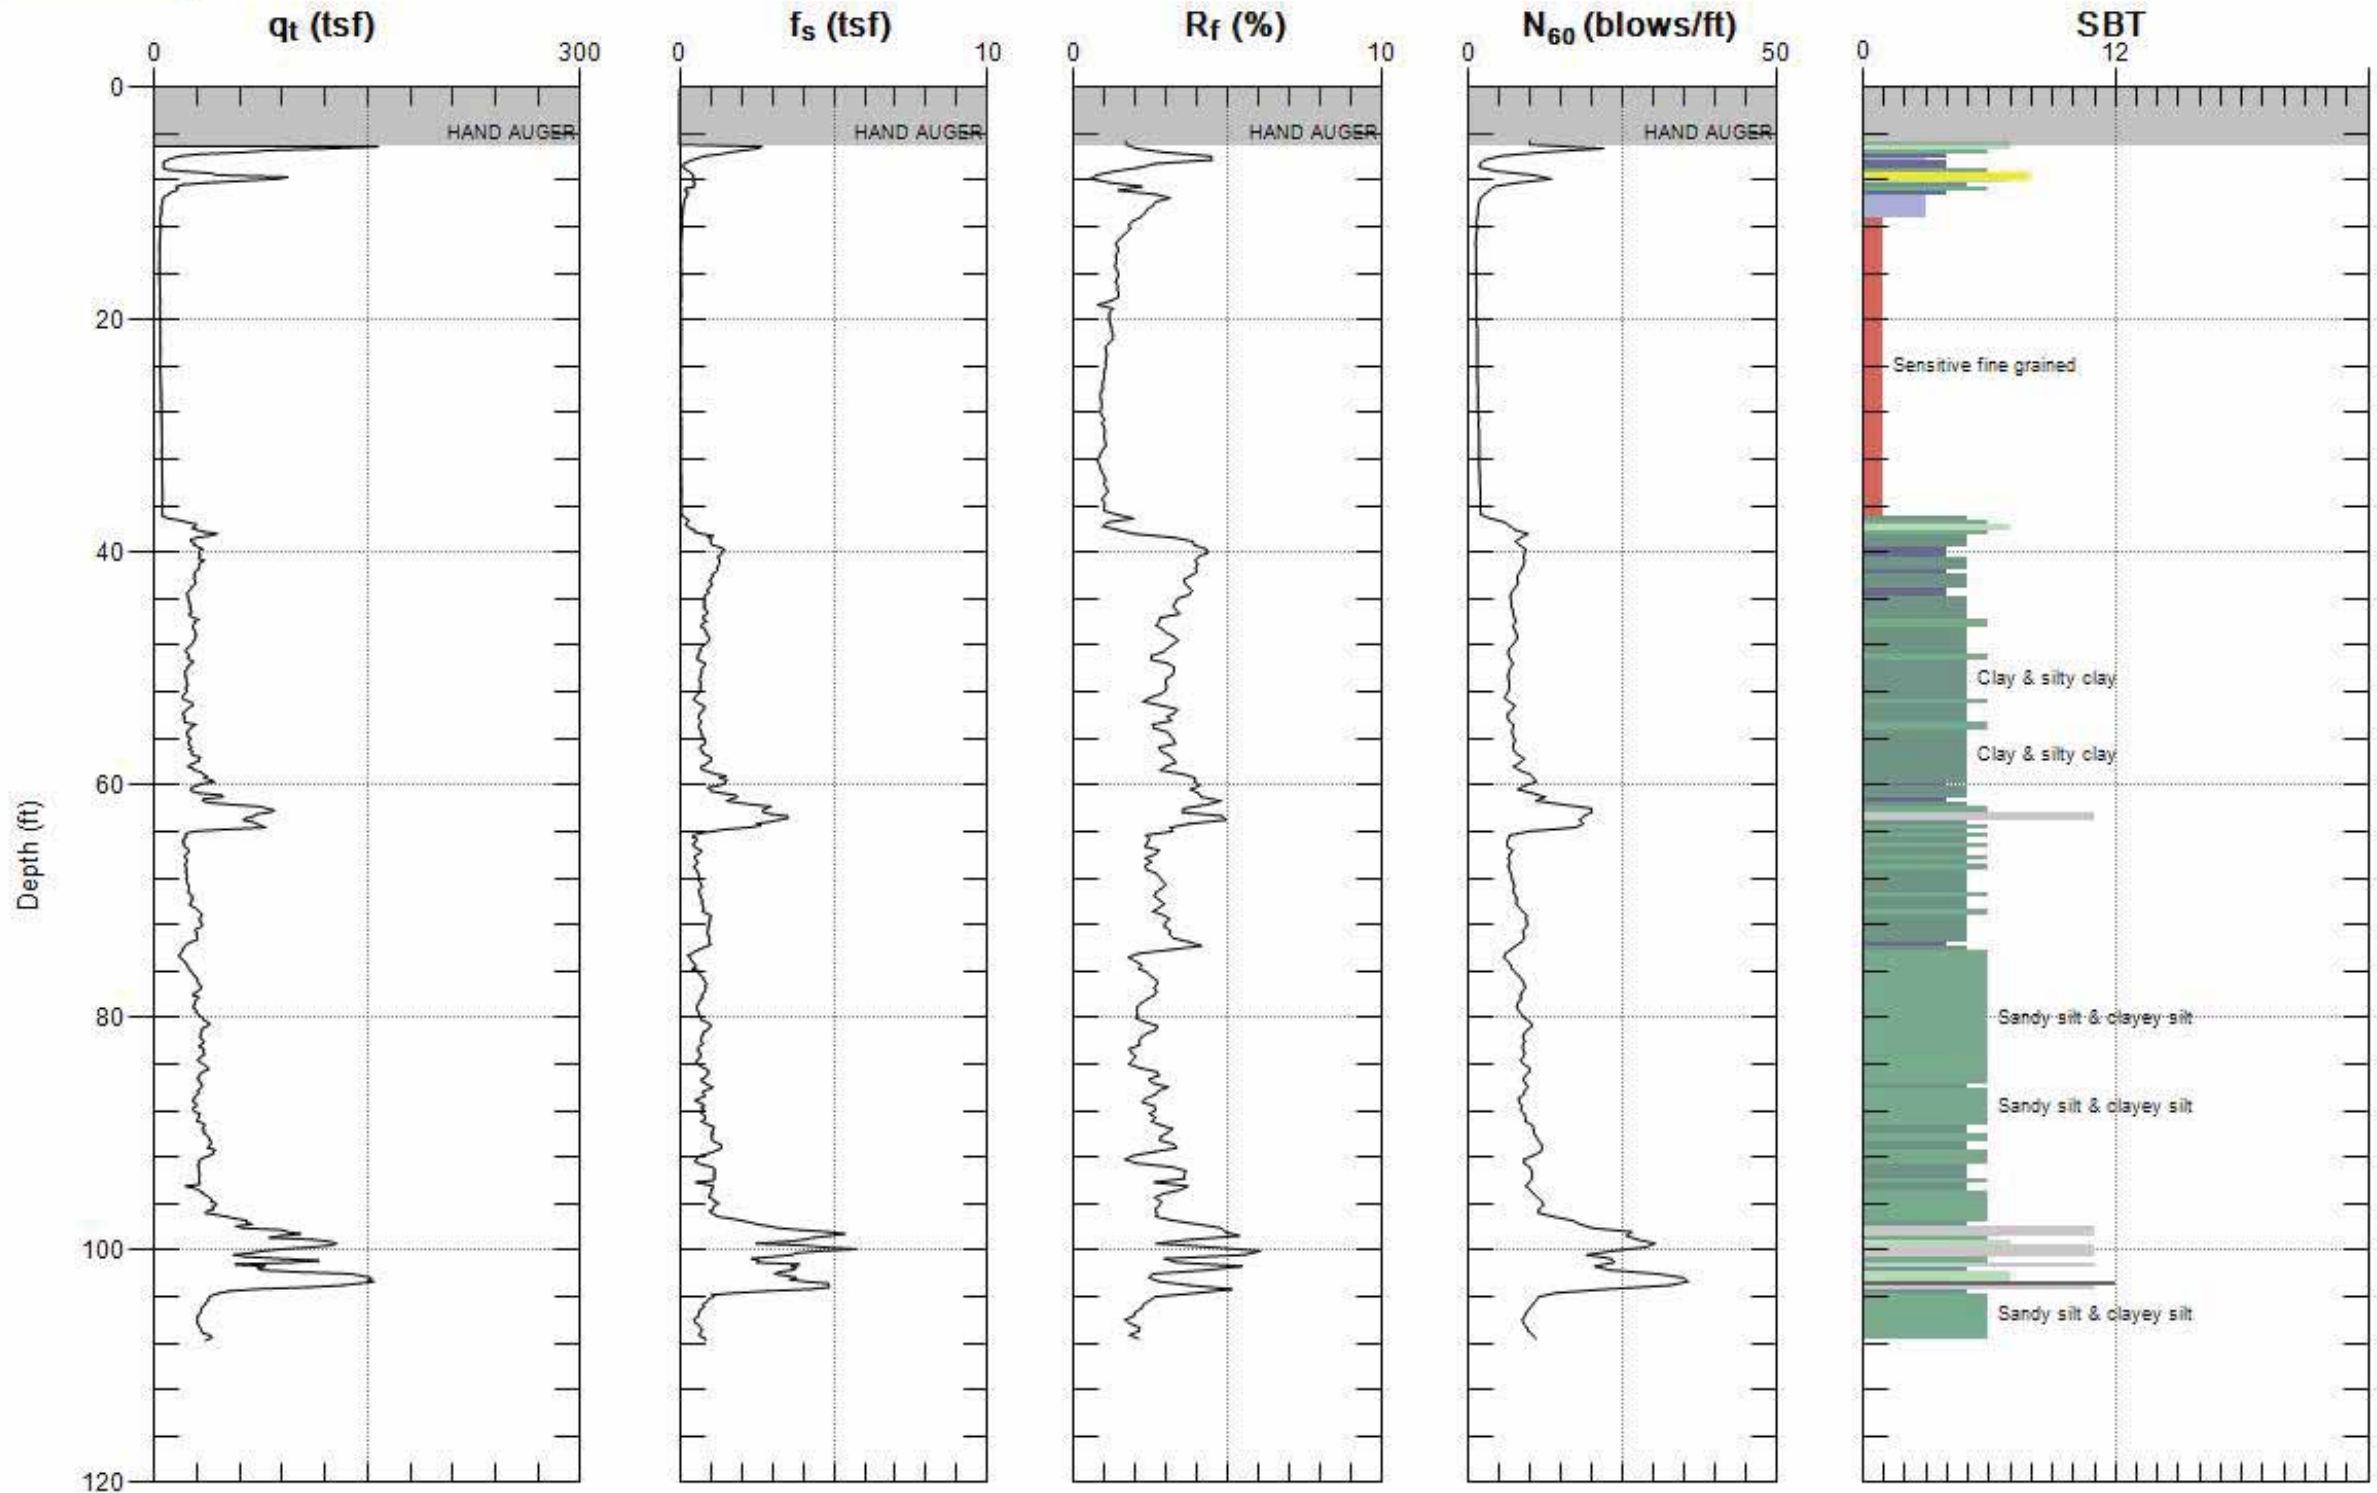 qt (tsf) fs (tsf) Rf (%) N60 (blows/ft) SBT
0 300 0 10 0 10 0 50 0 12
0
HAND AUGER HAND AUGER HAND AUGER HAND AUGER
20
Sensitive fine grained
40
Clay & silty clay
Clay & silty clay
60
Depth (ft)
80
Sandy silt & clayey silt
Sandy silt & clayey silt
100
Sandy silt & clayey silt
120